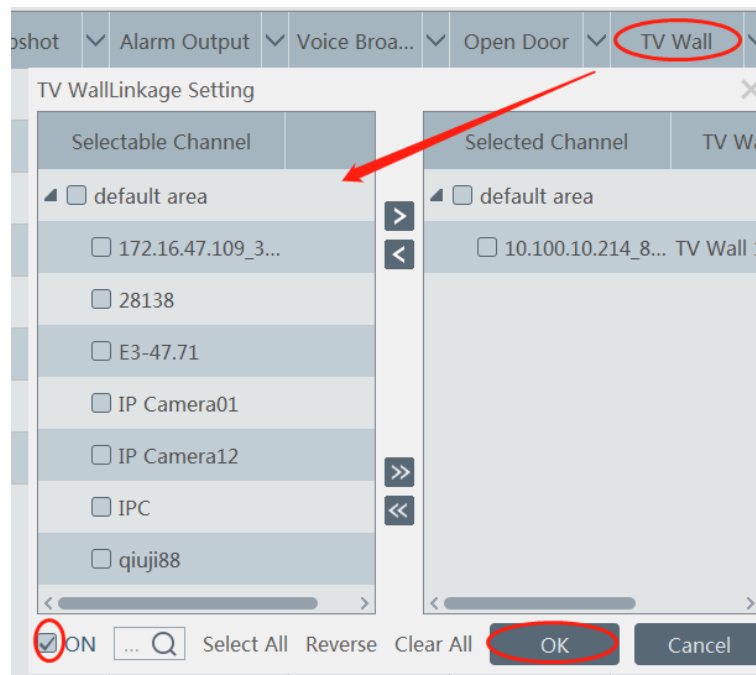 oshot Alarm Output Voice Broa... Open Door TV Wall
TV WallLinkage Setting
Selectable Channel
Selected Channel TV Wa
default area
default area
172.16.47.109_3...
10.100.10.214_8... TV Wall 1
28138
E3-47.71
IP Camera01
IP Camera12
IPC
qiuji88
ON ... Select All Reverse Clear All OK Cancel